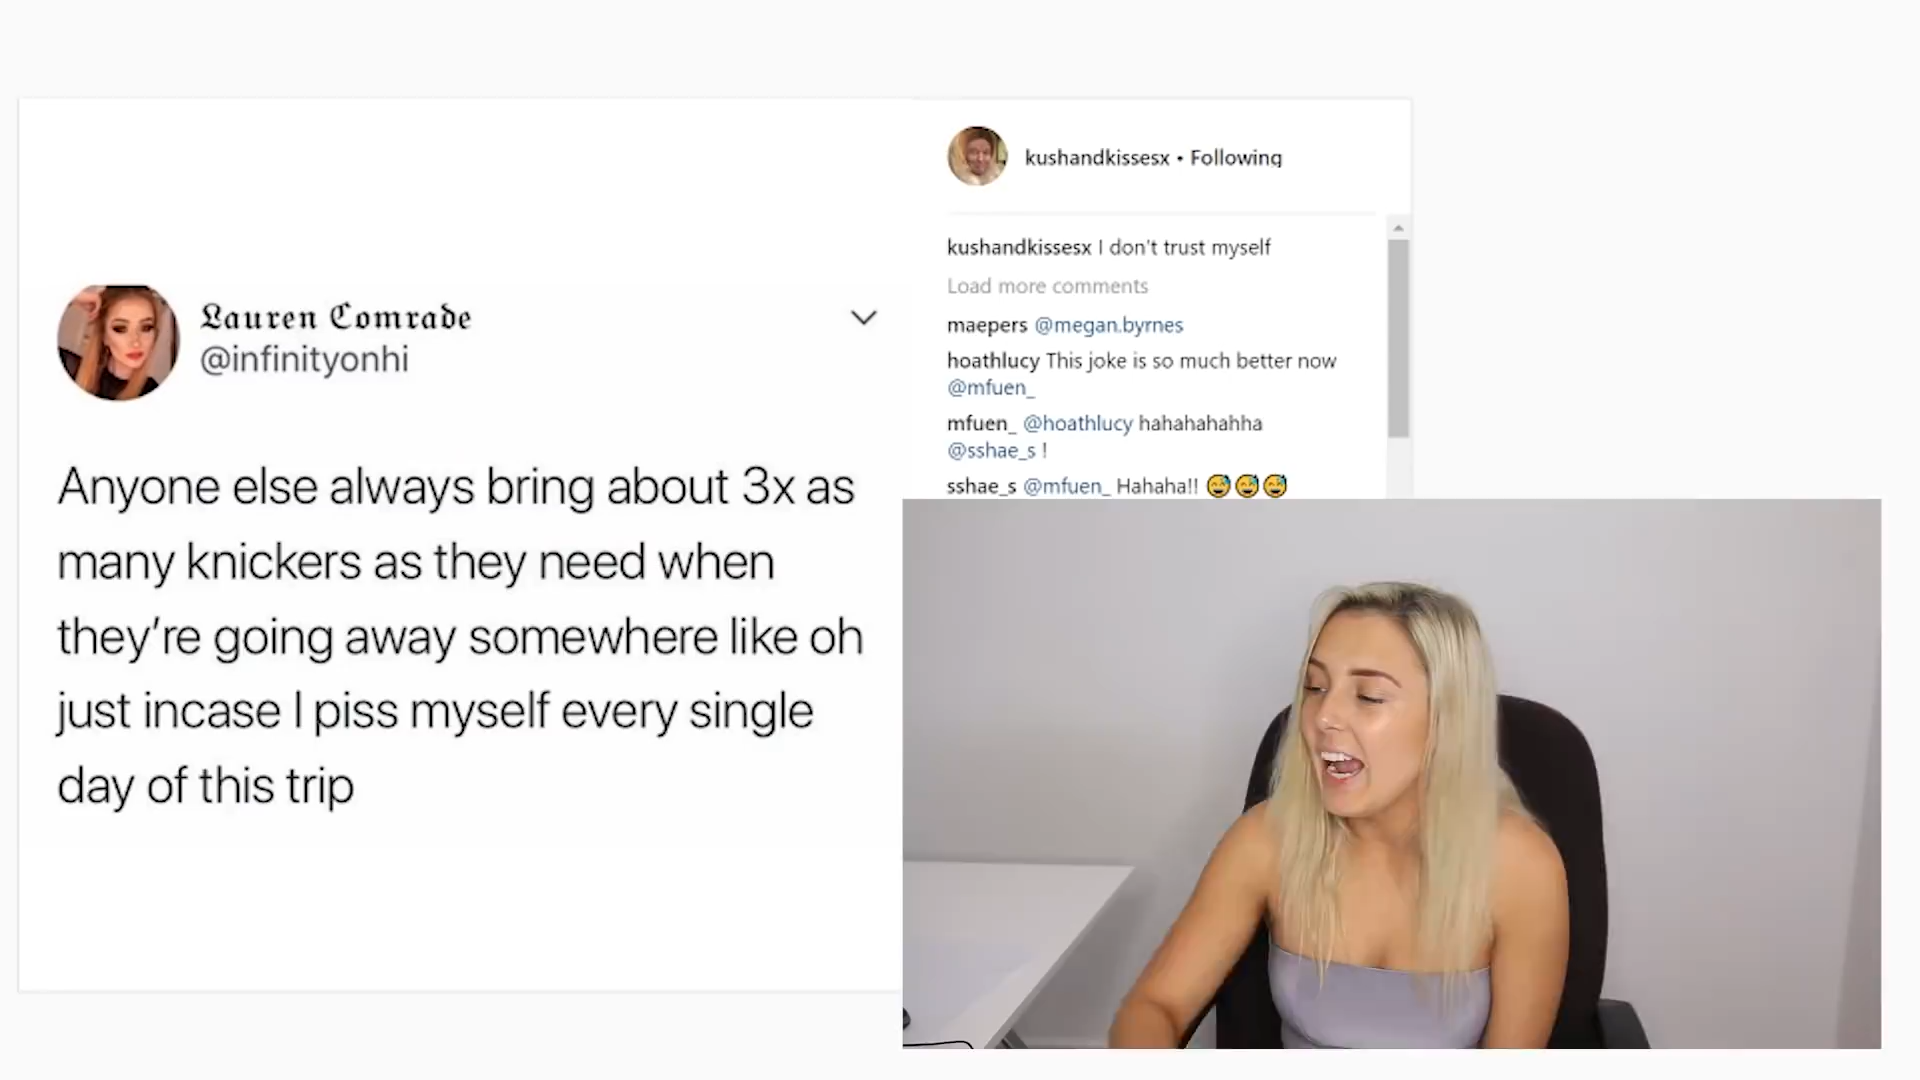 Lauren Comrade
@infinityonhi
Anyone else always bring about 3x as
many knickers as they need when
they're going away somewhere like oh
just incase I piss myself every single
day of this trip
kushandkissesx • Following
kushandkissesx I don't trust myself
Load more comments
maepers @megan.byrnes
hoathlucy This joke is so much better now
@mfuen_
mfuen_ @hoathlucy hahahahahha
@sshae_s !
sshae_s @mfuen_ Hahaha!! 😅😅😅